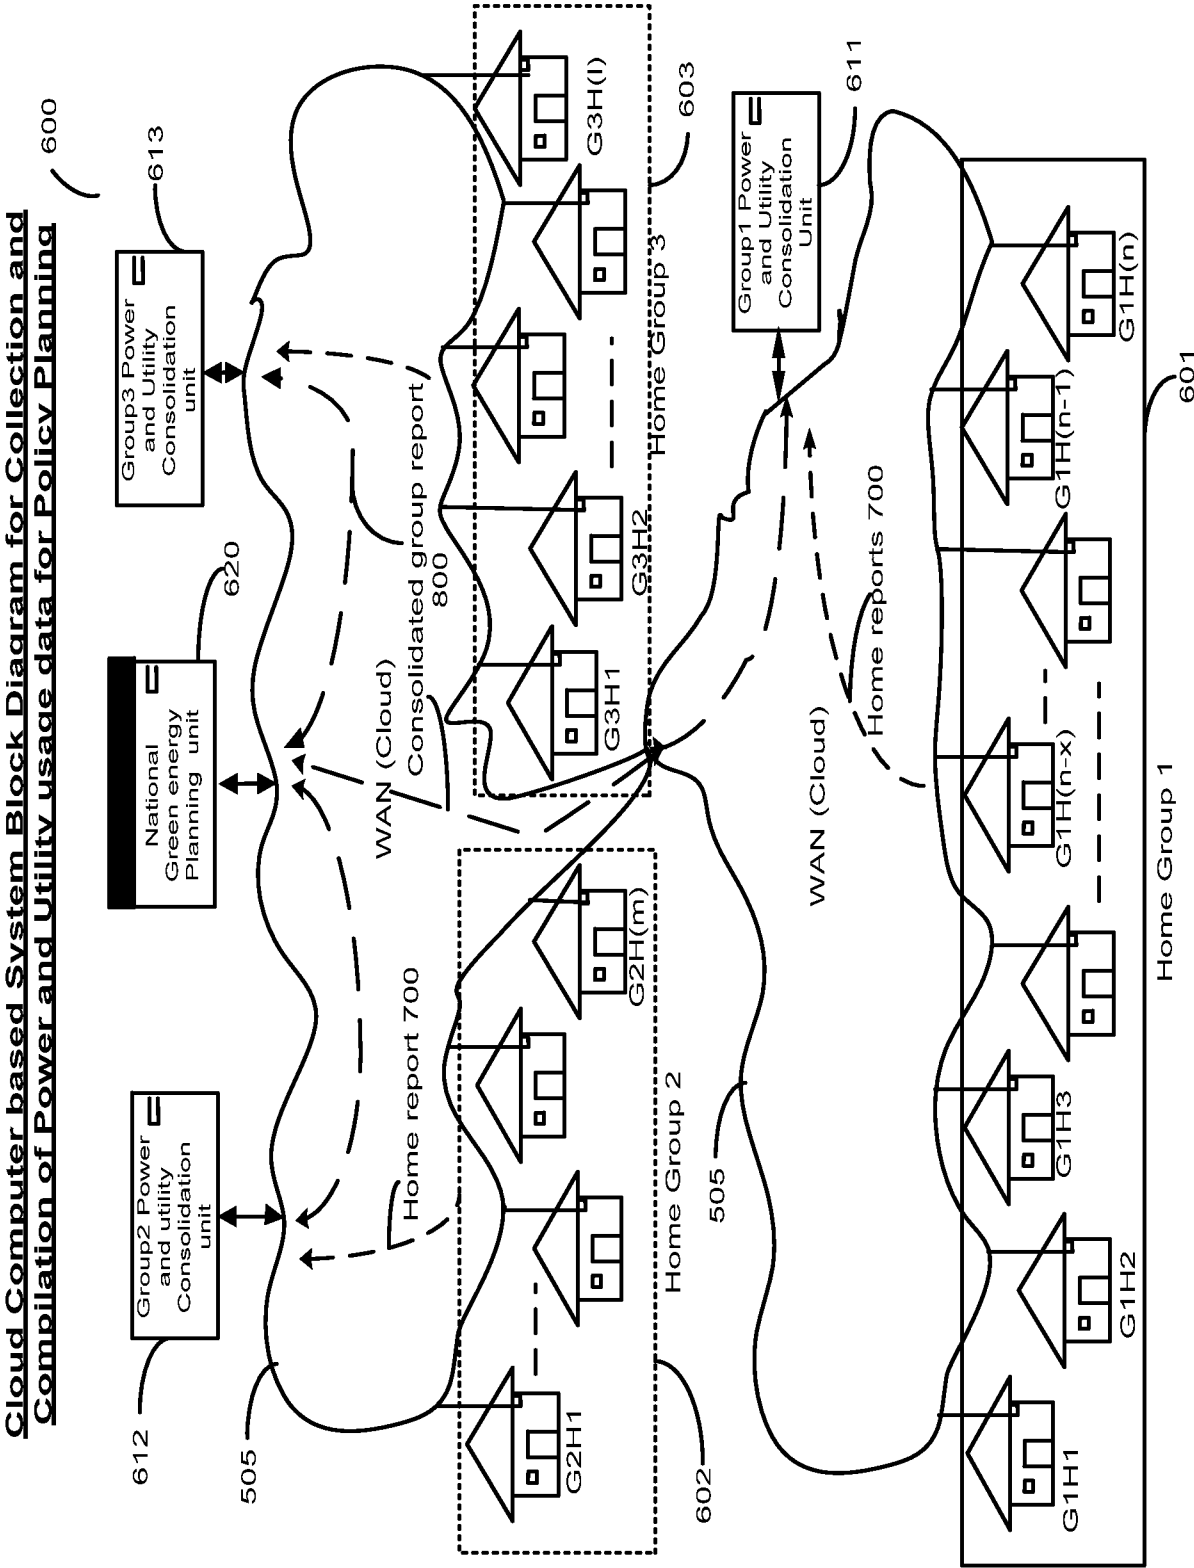 Cloud Computer based System Block Diagram for Collection and
Compilation of Power and Utility usage data for Policy Planning
600
612
Group2 Power
and utility
Consolidation
unit
National
Green energy
Planning unit
620
Group3 Power
and Utility
Consolidation
unit
613
505
Home report 700
WAN (Cloud)
Consolidated group report
800
G2H1
G2H(m)
G3H1
G3H2
G3H(l)
602
Home Group 2
Home Group 3
603
505
Group1 Power
and Utility
Consolidation
Unit
611
WAN (Cloud)
Home reports 700
G1H1
G1H2
G1H3
G1H(n-x)
G1H(n-1)
G1H(n)
Home Group 1
601